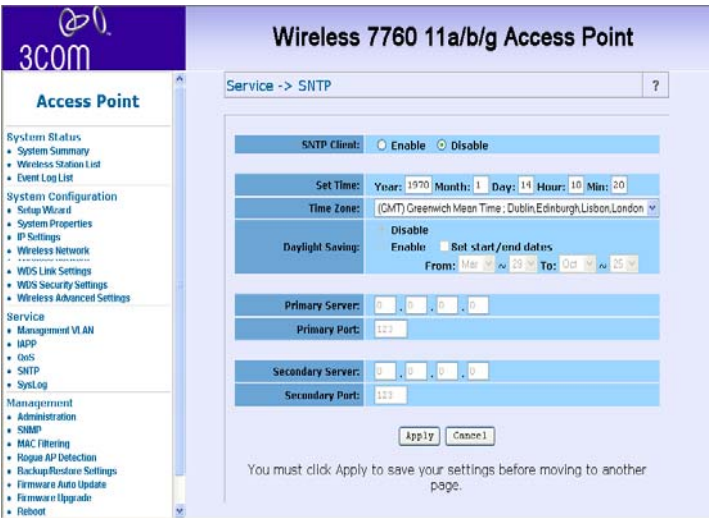 3COM
Wireless 7760 11a/b/g Access Point
Access Point
System Status
System Summary
Wireless Station List
Event Log List
System Configuration
Setup Wizard
System Properties
IP Settings
Wireless Network
WDS Link Settings
WDS Security Settings
Wireless Advanced Settings
Service
Management VLAN
IAPP
QoS
SNTP
SysLog
Management
Administration
SNMP
MAC Filtering
Rogue AP Detection
Backup/Restore Settings
Firmware Auto Update
Firmware Upgrade
Reboot
Service -> SNTP ?
SNTP Client: Enable Disable
Set Time: Year: 1970 Month: 1 Day: 14 Hour: 10 Min: 20
Time Zone: (GMT) Greenwich Mean Time ; Dublin,Edinburgh,Lisbon,London
Disable
Daylight Saving: Enable Set start/end dates
From: Mar ~ 29 To: Oct ~ 25
Primary Server: 0 . 0 . 0 . 0
Primary Port: 123
Secondary Server: 0 . 0 . 0 . 0
Secondary Port: 123
Apply Cancel
You must click Apply to save your settings before moving to another
page.